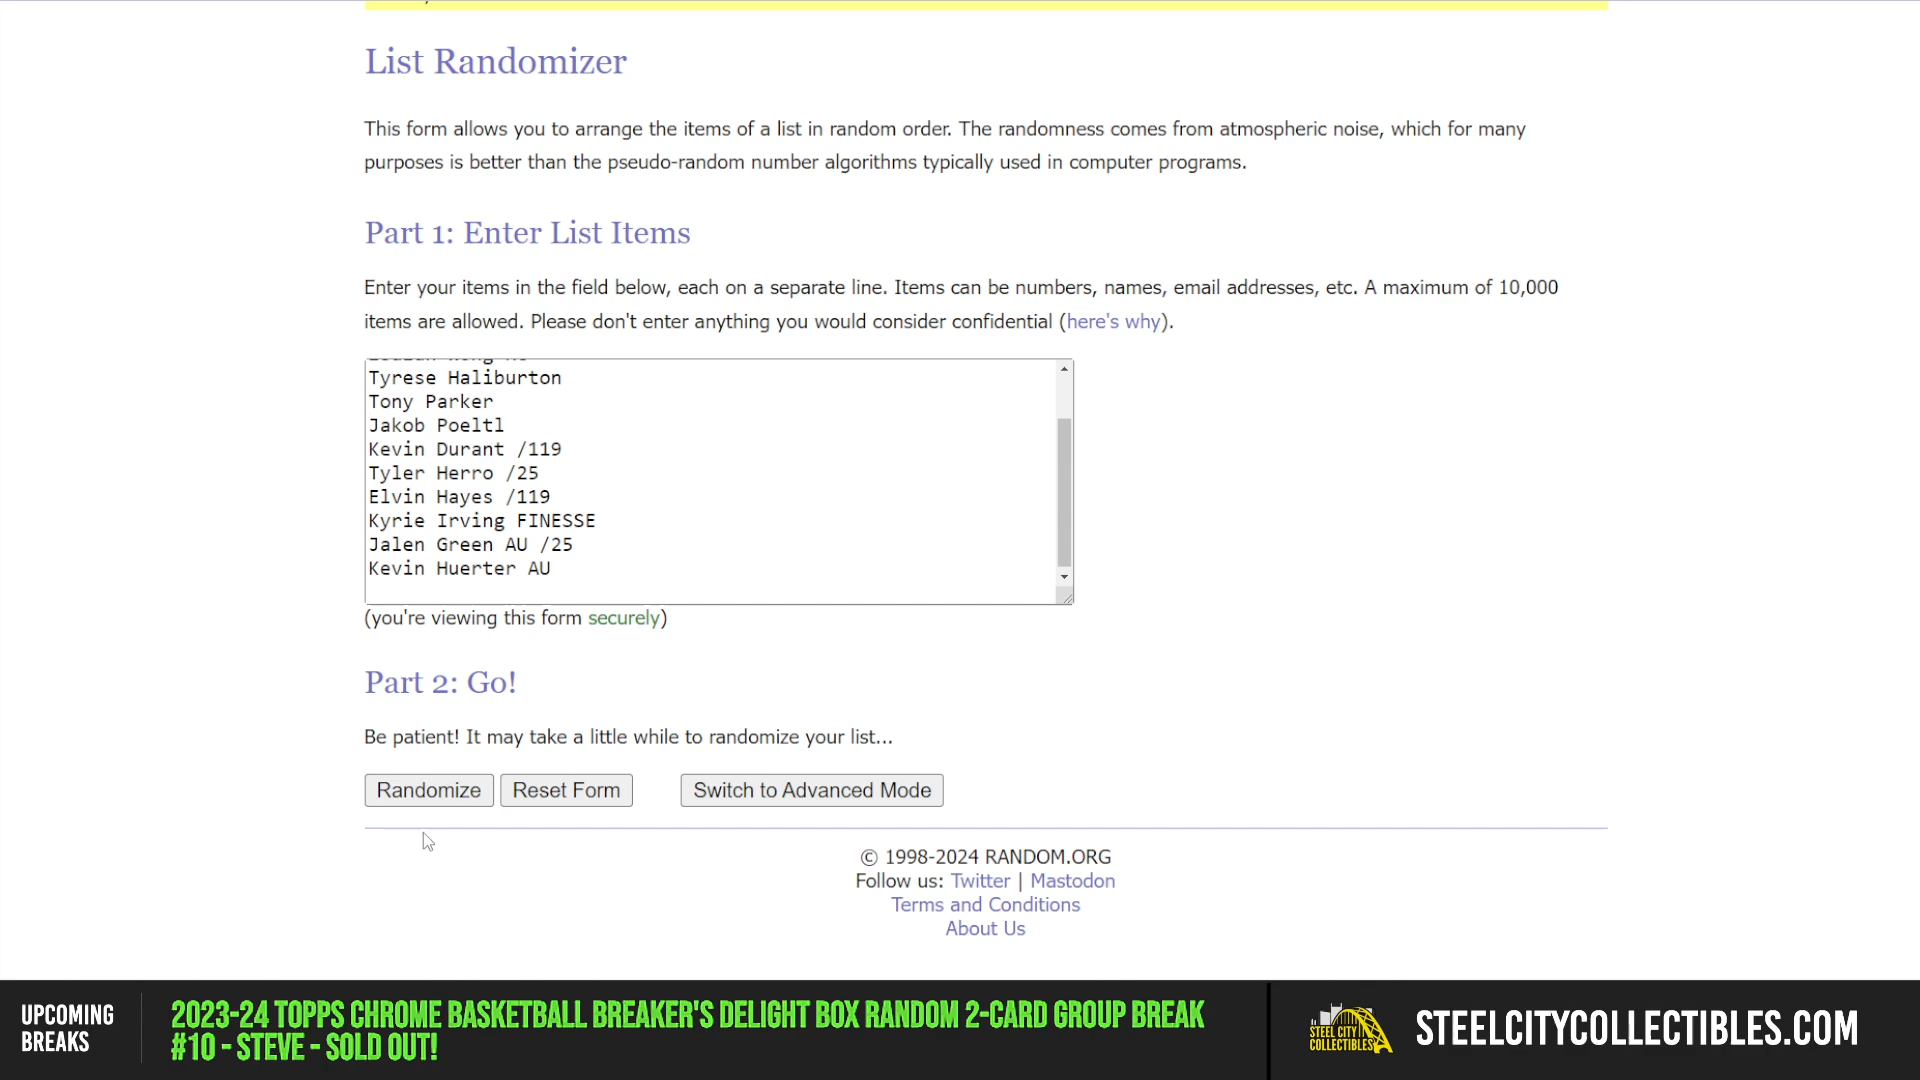 List Randomizer
This form allows you to arrange the items of a list in random order. The randomness comes from atmospheric noise, which for many
purposes is better than the pseudo-random number algorithms typically used in computer programs.
Part 1: Enter List Items
Enter your items in the field below, each on a separate line. Items can be numbers, names, email addresses, etc. A maximum of 10,000
items are allowed. Please don't enter anything you would consider confidential (here's why).
Tyrese Haliburton
Tony Parker
Jakob Poeltl
Kevin Durant /119
Tyler Herro /25
Elvin Hayes /119
Kyrie Irving FINESSE
Jalen Green AU /25
Kevin Huerter AU
(you're viewing this form securely)
Part 2: Go!
Be patient! It may take a little while to randomize your list...
Randomize Reset Form Switch to Advanced Mode
© 1998-2024 RANDOM.ORG
Follow us: Twitter | Mastodon
Terms and Conditions
About Us
UPCOMING
BREAKS
2023-24 TOPPS CHROME BASKETBALL BREAKER'S DELIGHT BOX RANDOM 2-CARD GROUP BREAK
#10 - STEVE - SOLD OUT!
STEEL CITY
COLLECTIBLES
STEELCITYCOLLECTIBLES.COM